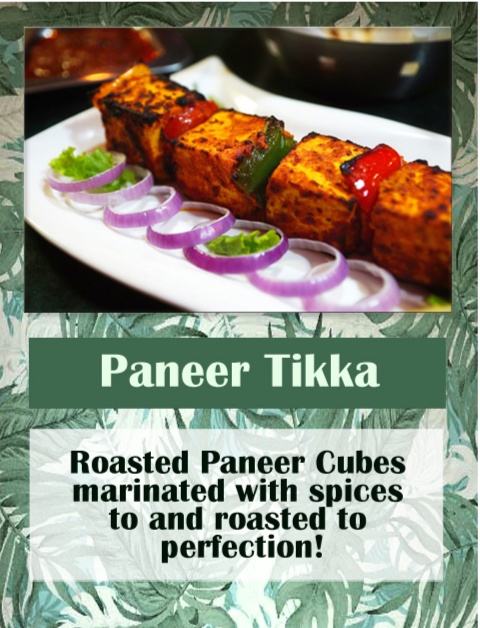 Paneer Tikka
Roasted Paneer Cubes
marinated with spices
to and roasted to
perfection!